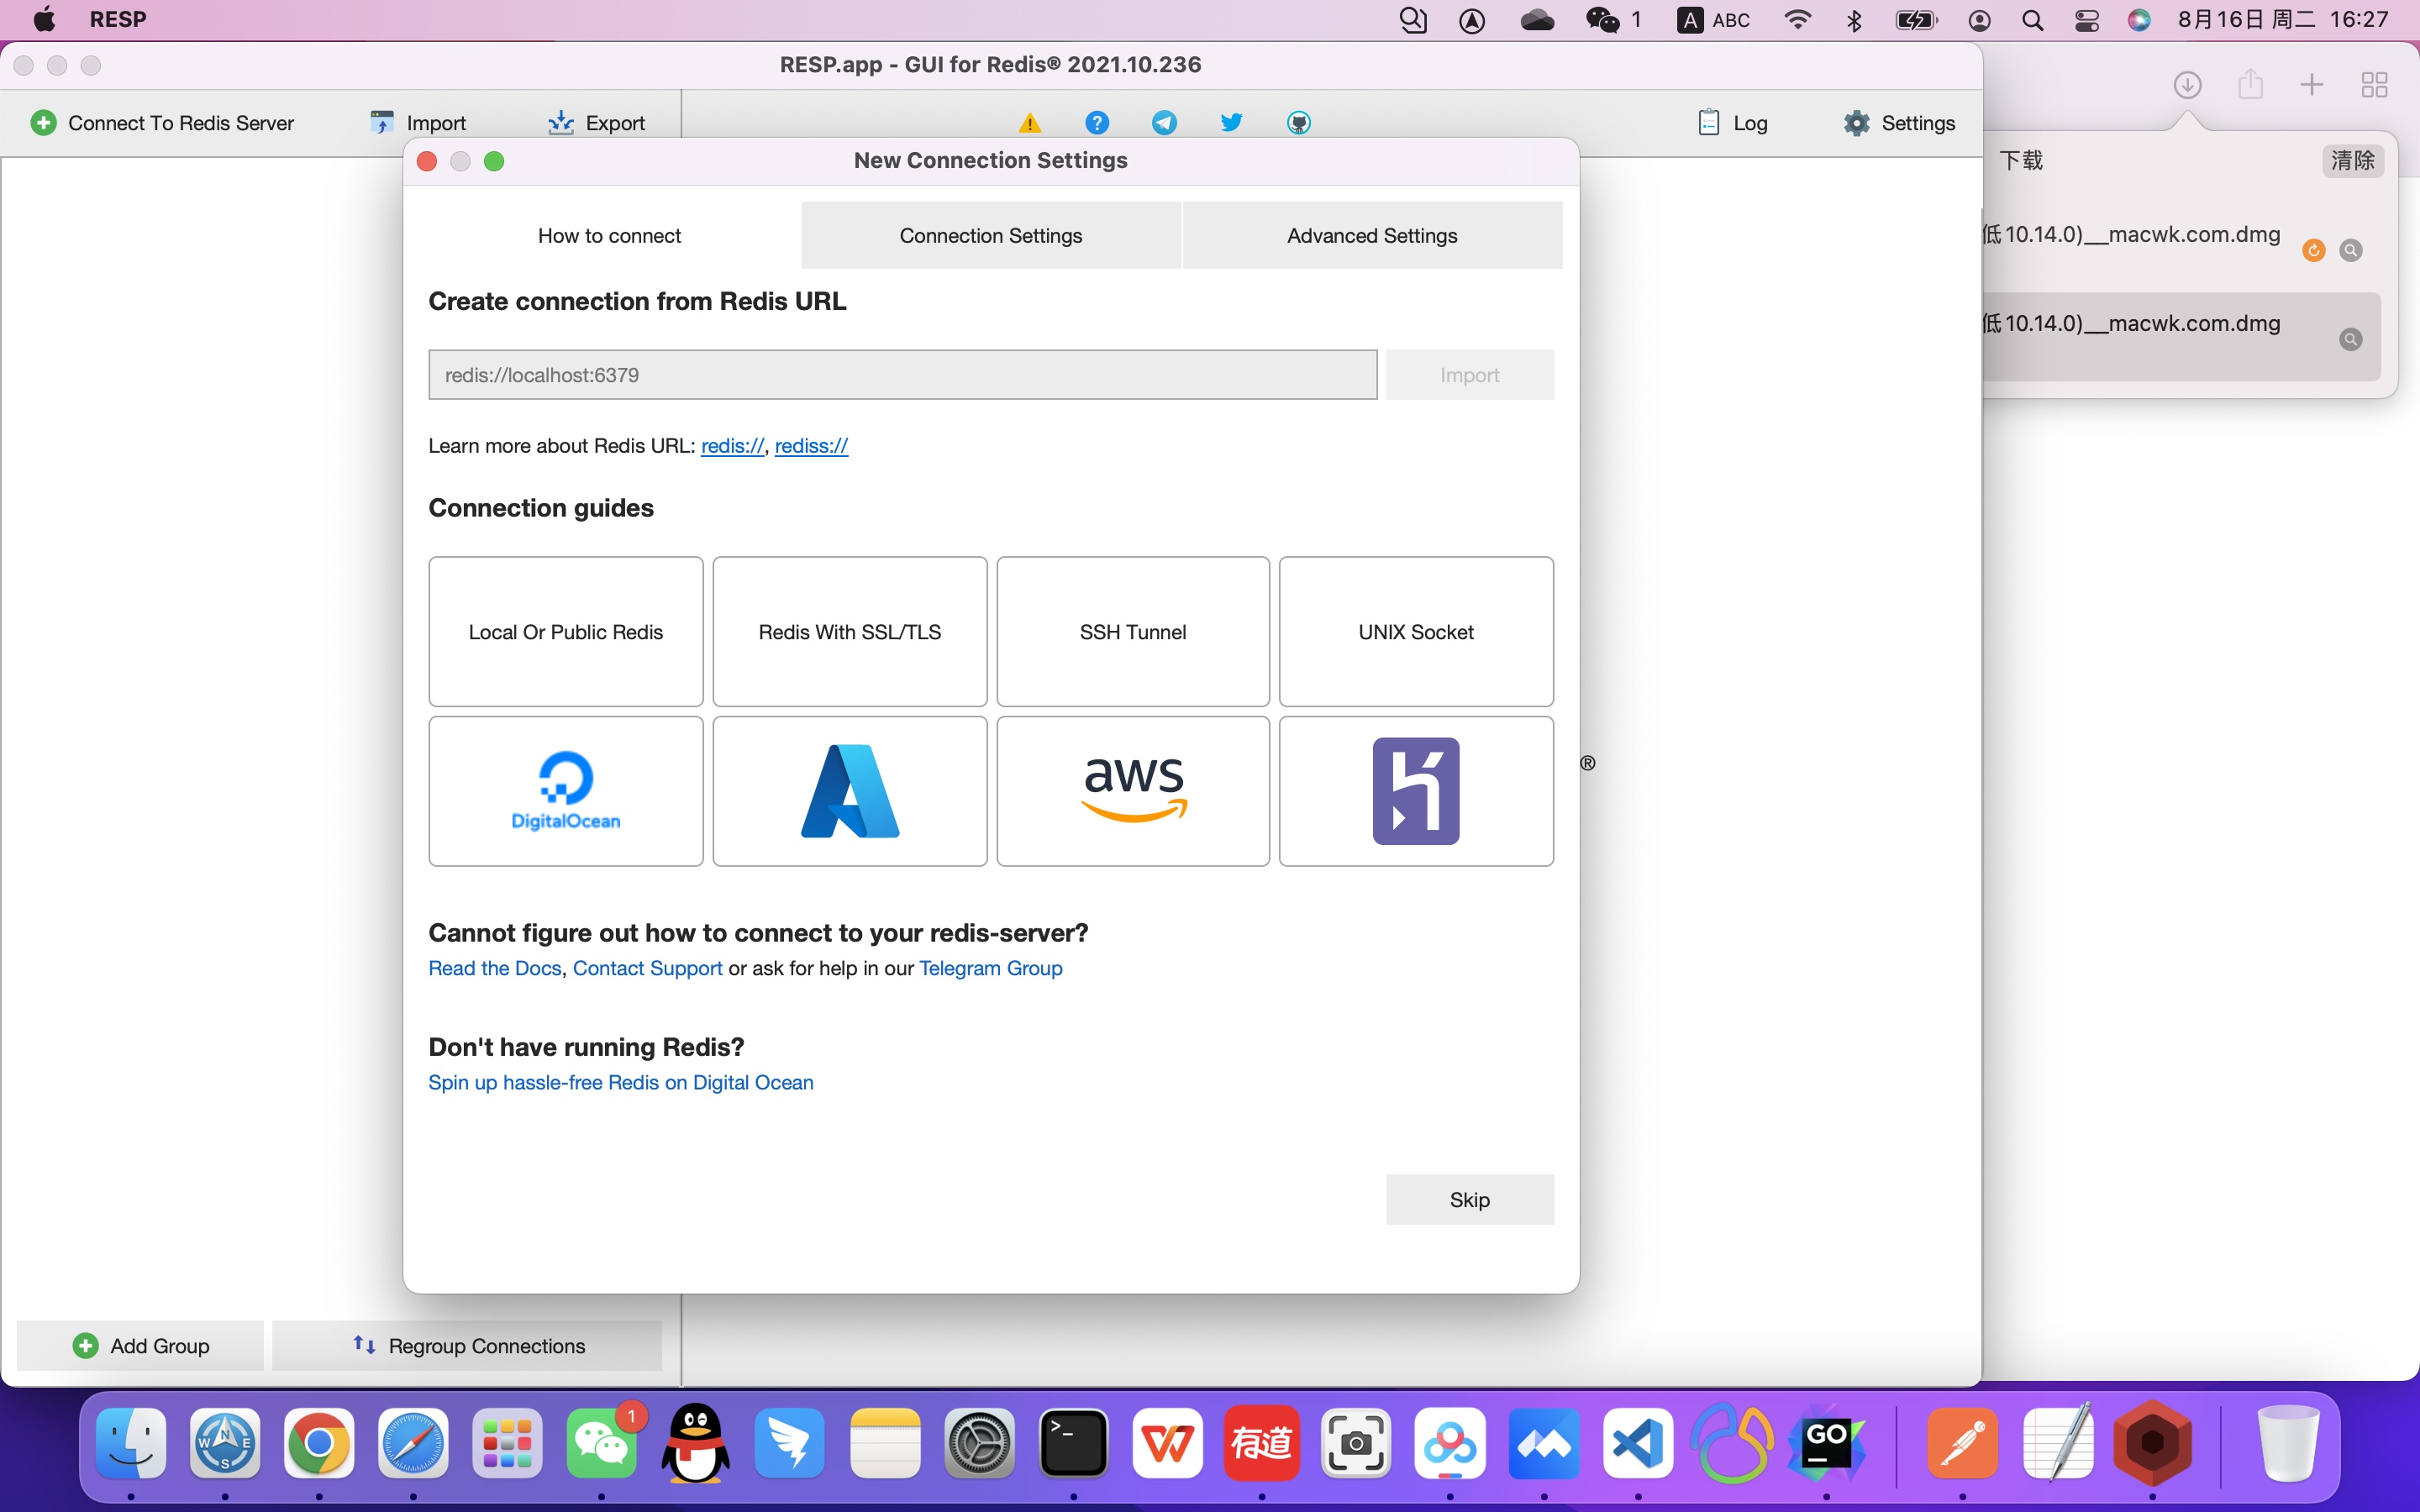 RESP
1
A ABC
8月16日 周二 16:27
RESP.app - GUI for Redis® 2021.10.236
Connect To Redis Server
Import
Export
Log
Settings
下载
清除
低10.14.0)__macwk.com.dmg
低10.14.0)__macwk.com.dmg
New Connection Settings
How to connect
Connection Settings
Advanced Settings
Create connection from Redis URL
redis://localhost:6379
Import
Learn more about Redis URL: redis://, rediss://
Connection guides
Local Or Public Redis
Redis With SSL/TLS
SSH Tunnel
UNIX Socket
DigitalOcean
aws
®
Cannot figure out how to connect to your redis-server?
Read the Docs, Contact Support or ask for help in our Telegram Group
Don't have running Redis?
Spin up hassle-free Redis on Digital Ocean
Skip
Add Group
Regroup Connections
N
W E
S
1
>_
有道
GO